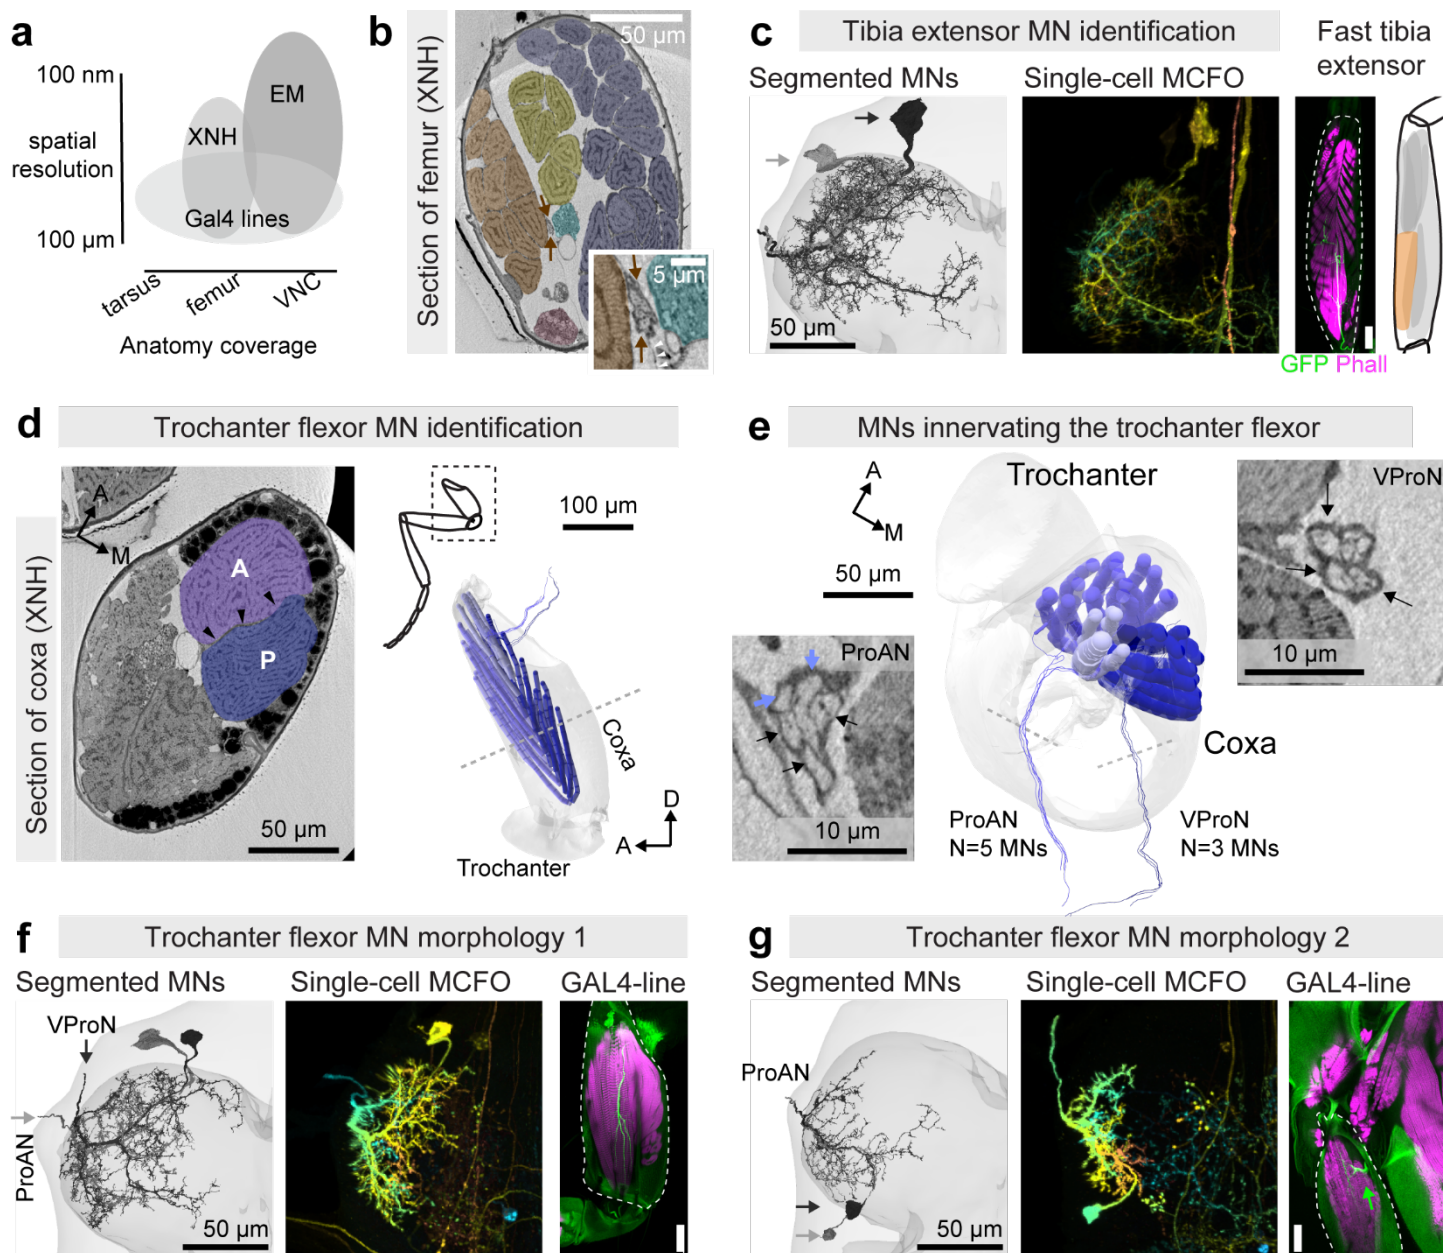 a
100 nm
spatial
resolution
100 µm
EM
XNH
Gal4 lines
tarsus
femur
VNC
Anatomy coverage
b
Section of femur (XNH)
50 µm
5 µm
c
Tibia extensor MN identification
Segmented MNs
Single-cell MCFO
Fast tibia
extensor
50 µm
GFP Phall
d
Trochanter flexor MN identification
Section of coxa (XNH)
A
M
A
P
50 µm
100 µm
Coxa
Trochanter
D
A
e
MNs innervating the trochanter flexor
A
M
50 µm
Trochanter
VProN
10 µm
ProAN
10 µm
Coxa
ProAN
N=5 MNs
VProN
N=3 MNs
f
Trochanter flexor MN morphology 1
Segmented MNs
Single-cell MCFO
GAL4-line
VProN
ProAN
50 µm
g
Trochanter flexor MN morphology 2
Segmented MNs
Single-cell MCFO
GAL4-line
ProAN
50 µm